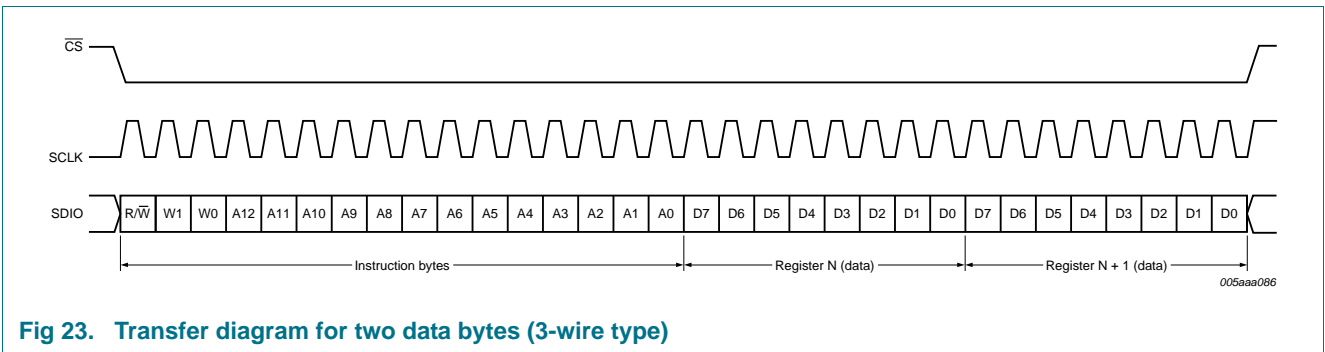 C̅S̅
SCLK
SDIO R/W̅ W1 W0 A12 A11 A10 A9 A8 A7 A6 A5 A4 A3 A2 A1 A0 D7 D6 D5 D4 D3 D2 D1 D0 D7 D6 D5 D4 D3 D2 D1 D0
Instruction bytes Register N (data) Register N + 1 (data)
005aaa086
Fig 23. Transfer diagram for two data bytes (3-wire type)